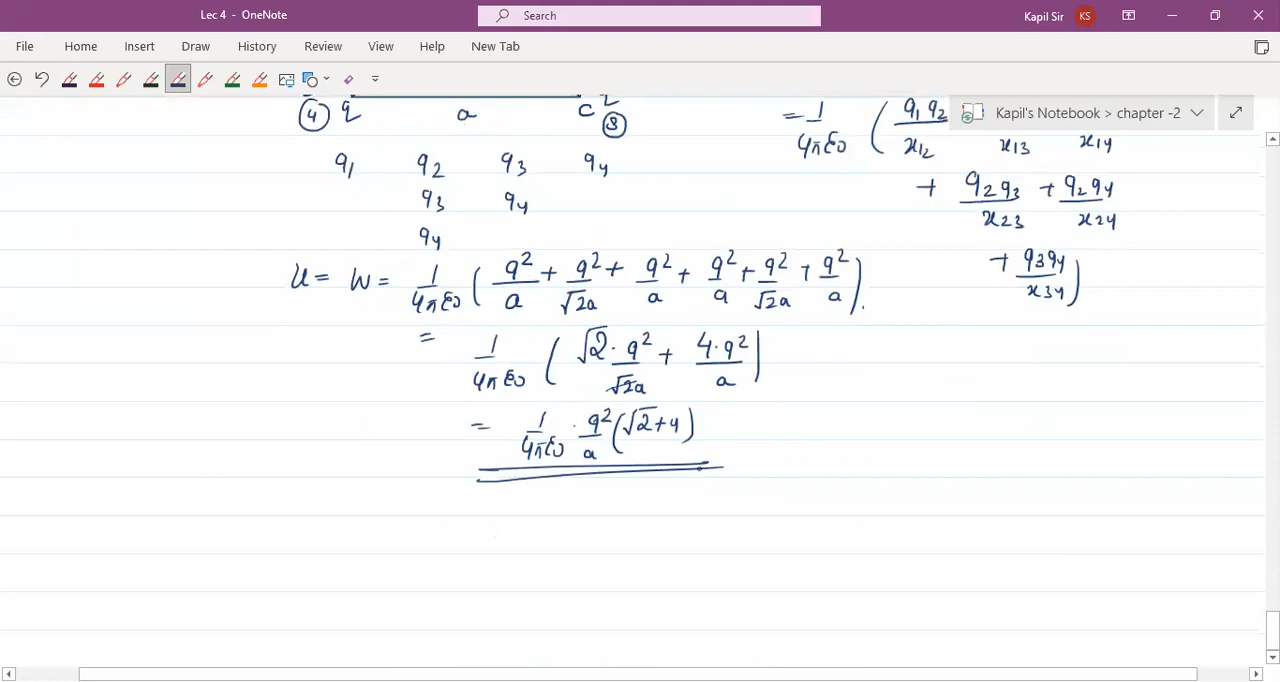 Lec 4 - OneNote
Search
Kapil Sir KS
File Home Insert Draw History Review View Help New Tab
Kapil's Notebook > chapter -2
④ q a C q ③
= 1/4πε0 ( q1q2/x12 x13 x14
+ q2q3/x23 + q2q4/x24
+ q3q4/x34 )
q1 q2 q3 q4
q3 q4
q4
U = W = 1/4πε0 ( q²/a + q²/√2a + q²/a + q²/a + q²/√2a + q²/a ).
= 1/4πε0 ( √2·q²/√2a + 4·q²/a )
= 1/4πε0 · q²/a (√2+4)